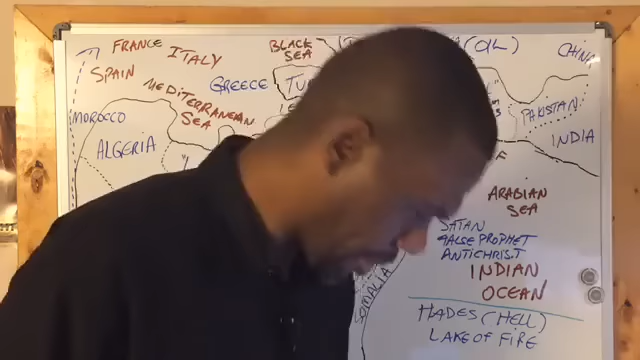 FRANCE
ITALY
BLACK
SEA
(OL)
CHINA
SPAIN
GREECE
MEDITERRANEAN
SEA
PAKISTAN
MOROCCO
ALGERIA
INDIA
ARABIAN
SEA
SATAN
FALSE PROPHET
ANTICHRIST
INDIAN
OCEAN
SOMALIA
HADES (HELL)
LAKE OF FIRE